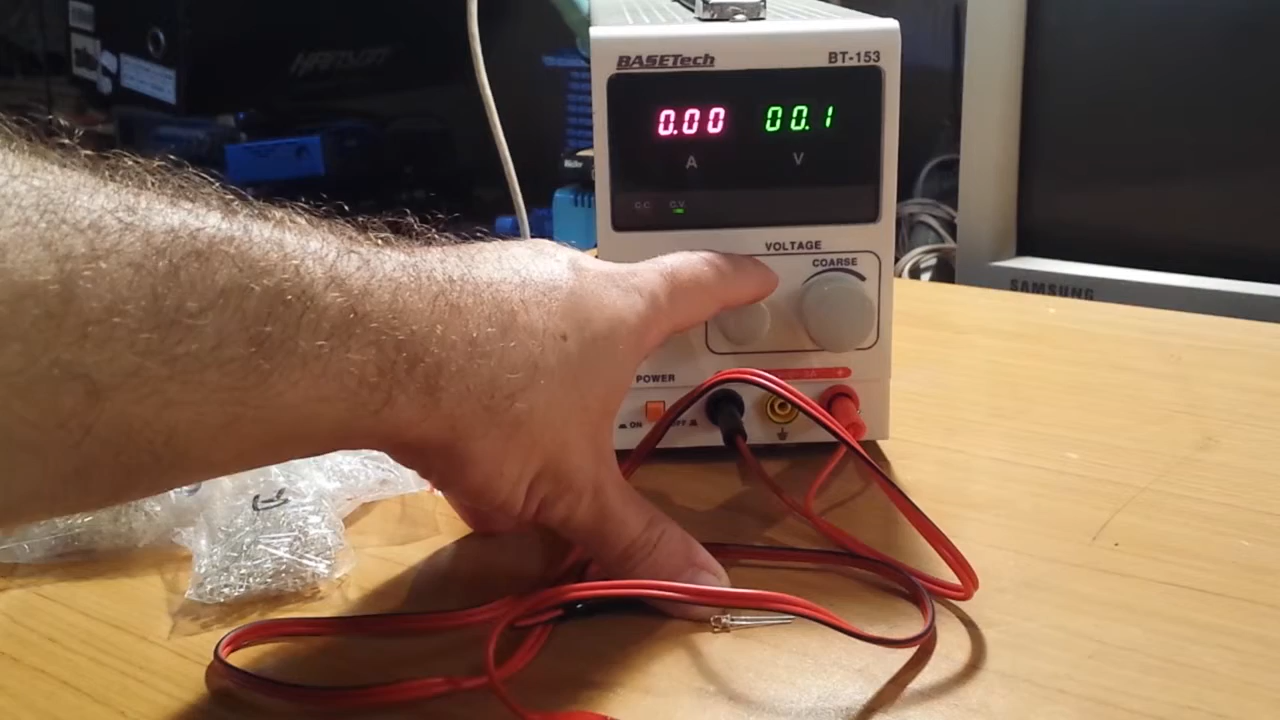 BASETech
BT-153
0.00
00.1
A
V
C.C.
C.V.
VOLTAGE
COARSE
SAMSUNG
POWER
ON